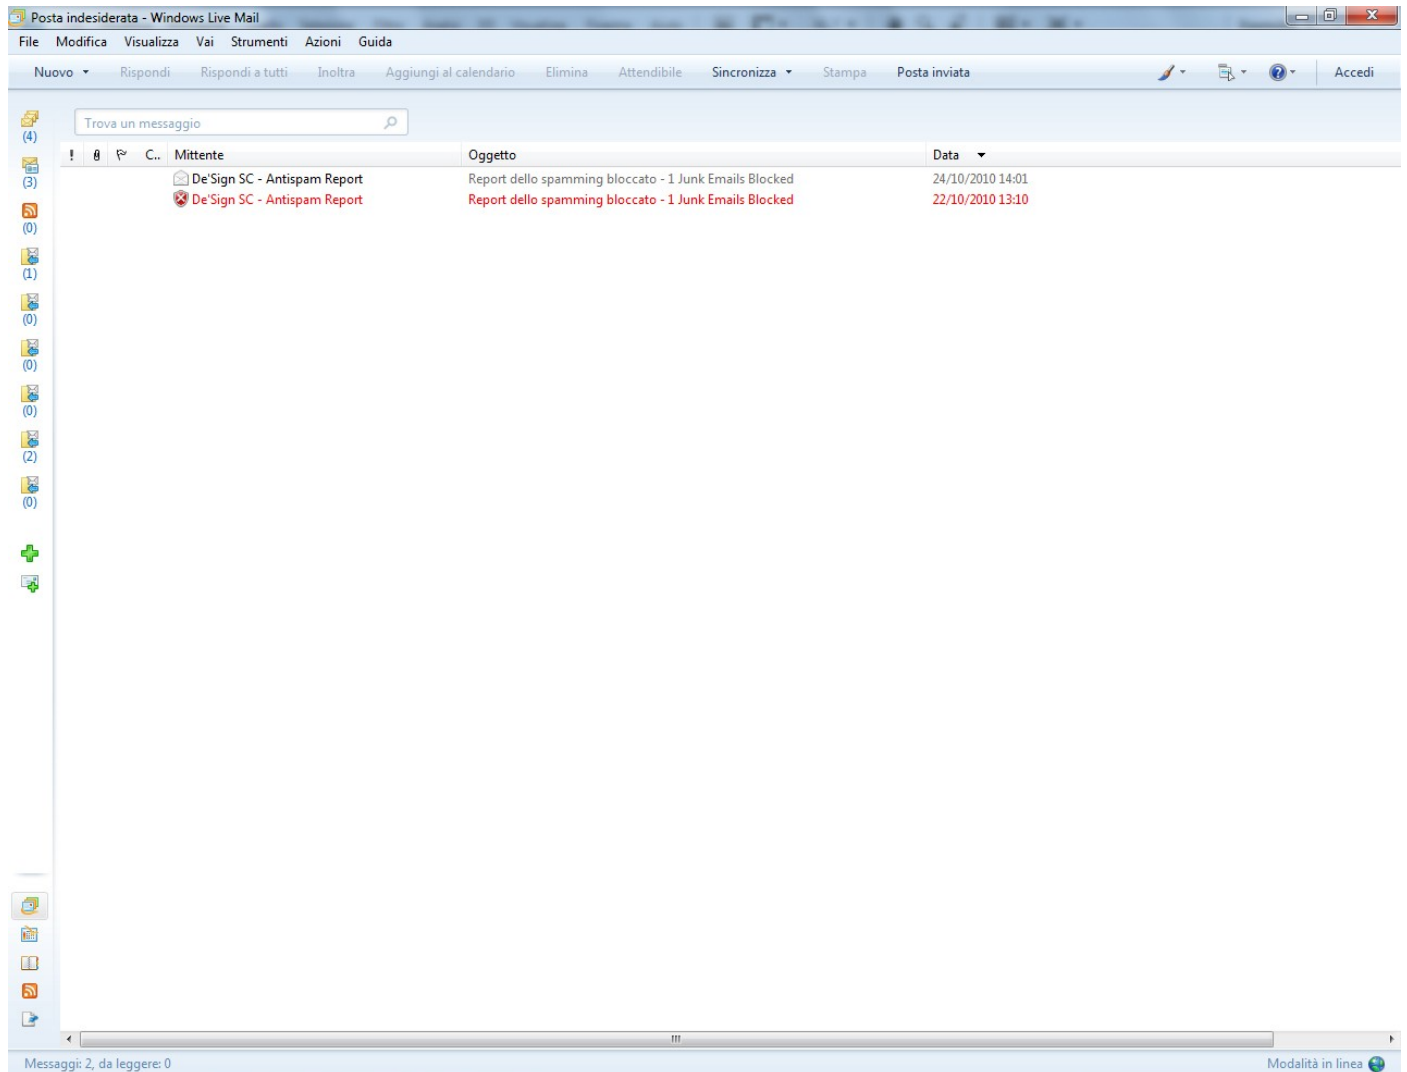 Posta indesiderata - Windows Live Mail
File Modifica Visualizza Vai Strumenti Azioni Guida
Nuovo Rispondi Rispondi a tutti Inoltra Aggiungi al calendario Elimina Attendibile Sincronizza Stampa Posta inviata Accedi
Trova un messaggio
(4)
! C.. Mittente Oggetto Data
(3)
De'Sign SC - Antispam Report Report dello spamming bloccato - 1 Junk Emails Blocked 24/10/2010 14:01
De'Sign SC - Antispam Report Report dello spamming bloccato - 1 Junk Emails Blocked 22/10/2010 13:10
(0)
(1)
(0)
(0)
(0)
(2)
(0)
Messaggi: 2, da leggere: 0 Modalità in linea